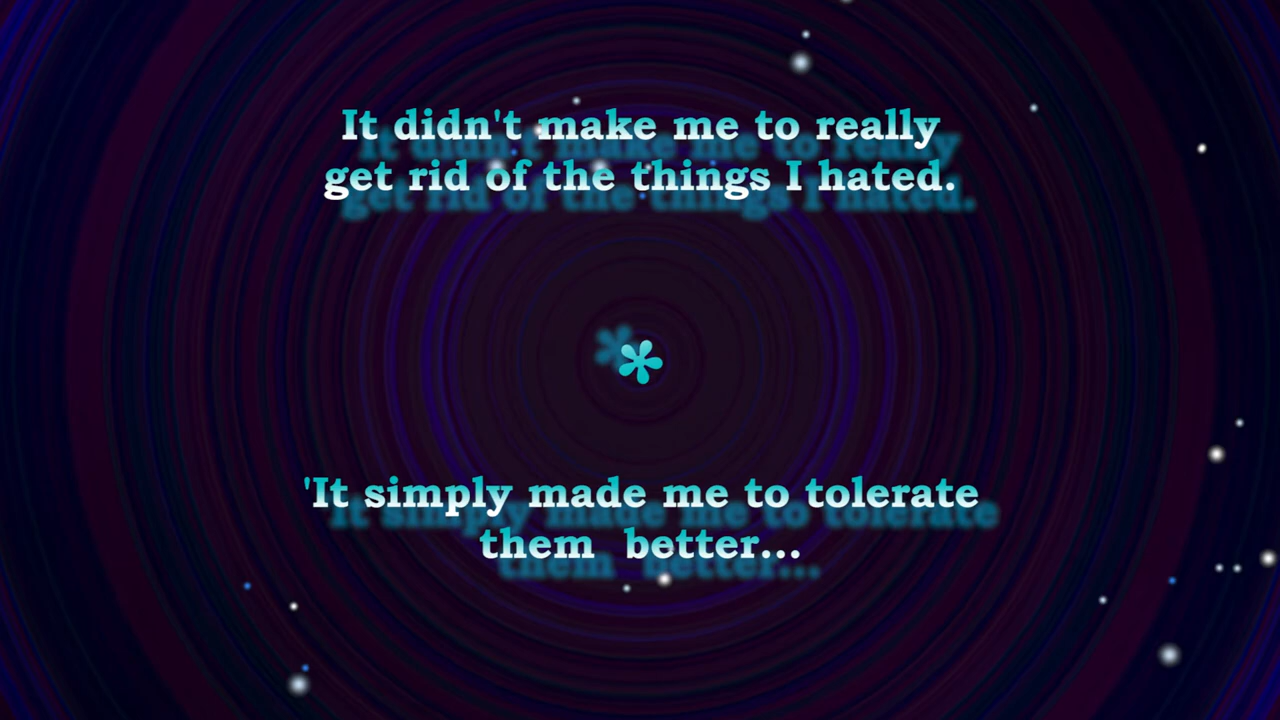 It didn't make me to really
get rid of the things I hated.
*
'It simply made me to tolerate
them  better...